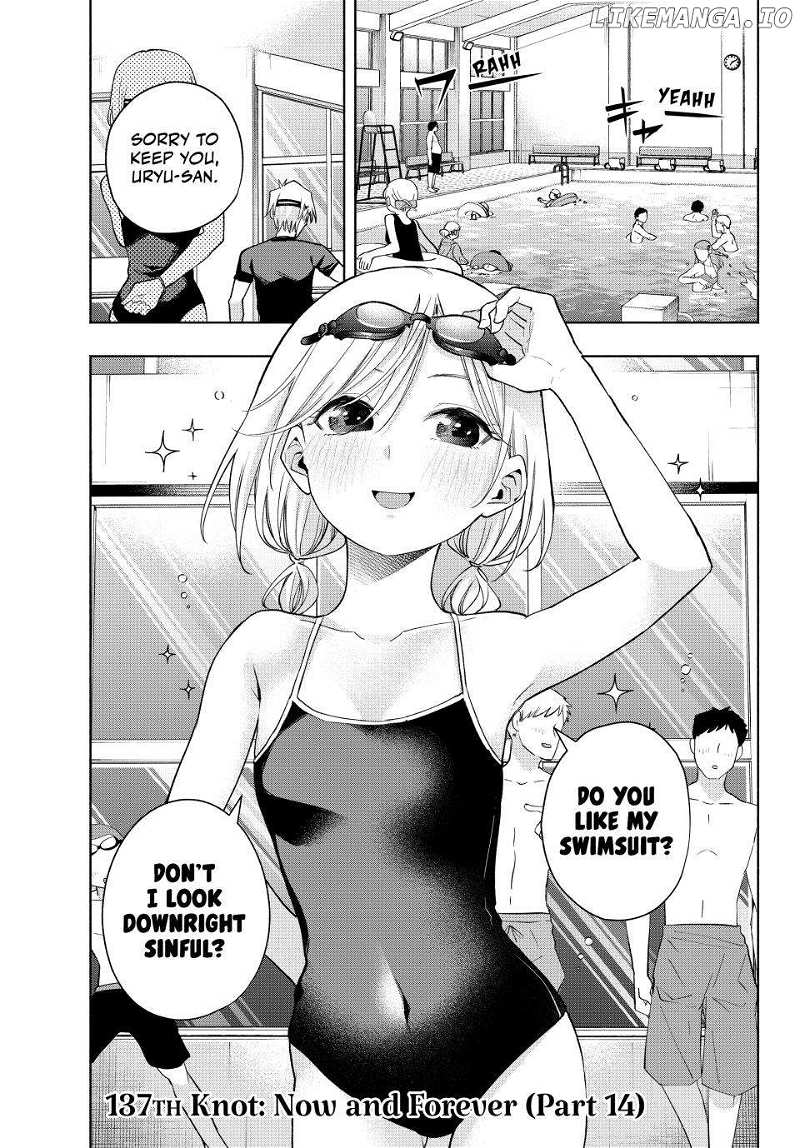 LIKEMANGA.IO
RAHH
YEAHH
SORRY TO
KEEP YOU,
URYU-SAN.
DO YOU
LIKE MY
SWIMSUIT?
DON'T
I LOOK
DOWNRIGHT
SINFUL?
137TH Knot: Now and Forever (Part 14)